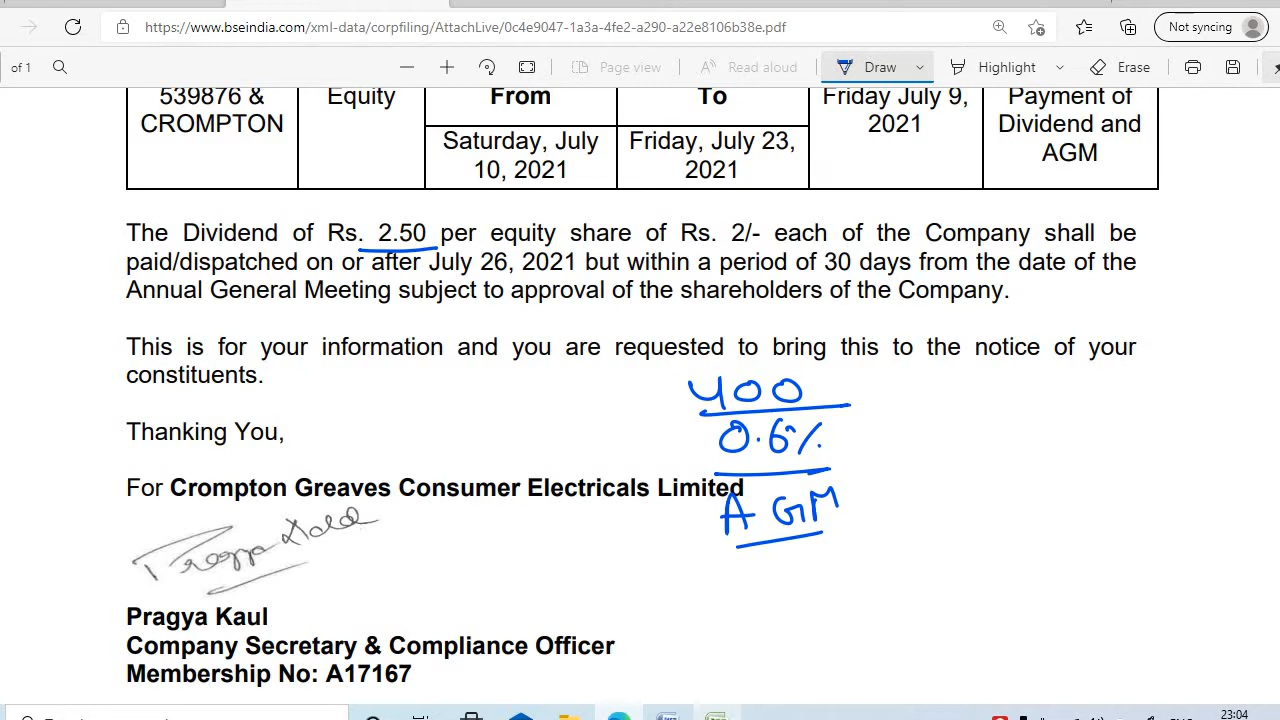 Not syncing
https://www.bseindia.com/xml-data/corpfiling/AttachLive/0c4e9047-1a3a-4fe2-a290-a22e8106b38e.pdf
of 1
Page view
Read aloud
Draw
Highlight
Erase
539876 &
CROMPTON
Equity
From
To
Saturday, July
10, 2021
Friday, July 23,
2021
Friday July 9,
2021
Payment of
Dividend and
AGM
The Dividend of Rs. 2.50 per equity share of Rs. 2/- each of the Company shall be
paid/dispatched on or after July 26, 2021 but within a period of 30 days from the date of the
Annual General Meeting subject to approval of the shareholders of the Company.
This is for your information and you are requested to bring this to the notice of your
constituents.
400
Thanking You,
0.6%
For Crompton Greaves Consumer Electricals Limited
AGM
Pragya Kaul
Pragya Kaul
Company Secretary & Compliance Officer
Membership No: A17167
23:04